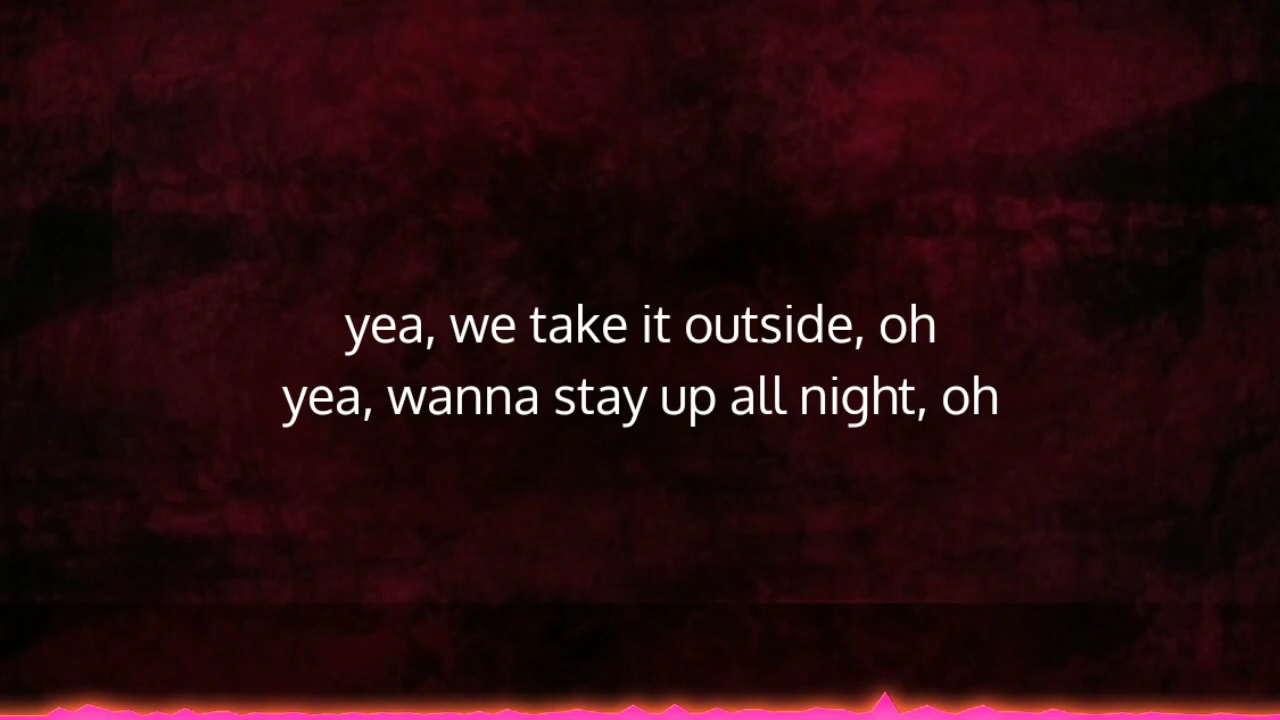 yea, we take it outside, oh
yea, wanna stay up all night, oh